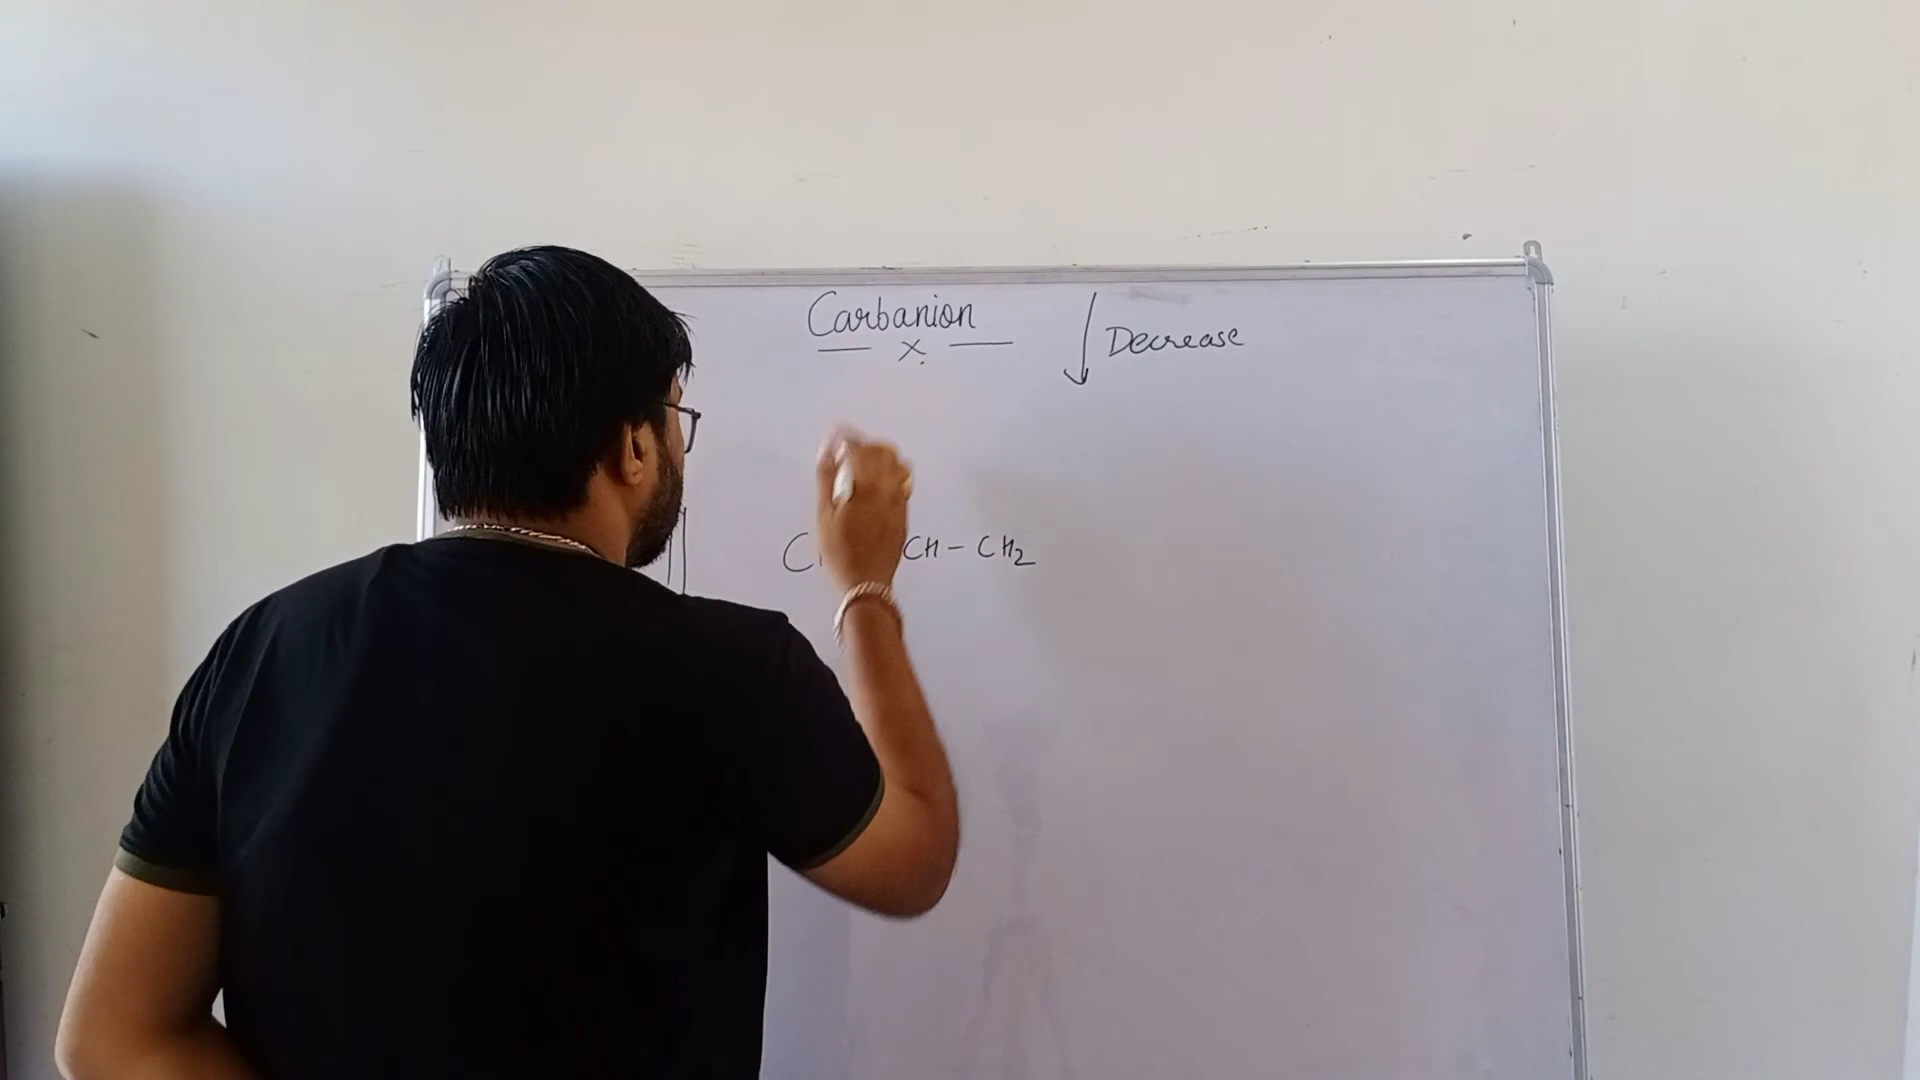 Carbanion
— × —
↓ Decrease
CH - CH₂